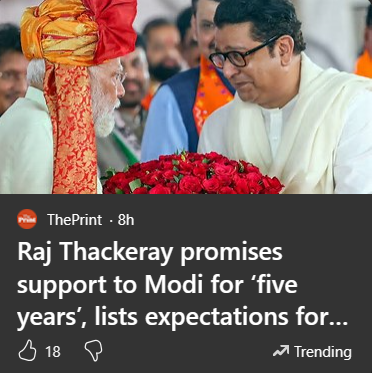 ThePrint · 8h
Raj Thackeray promises
support to Modi for ‘five
years’, lists expectations for...
18
Trending